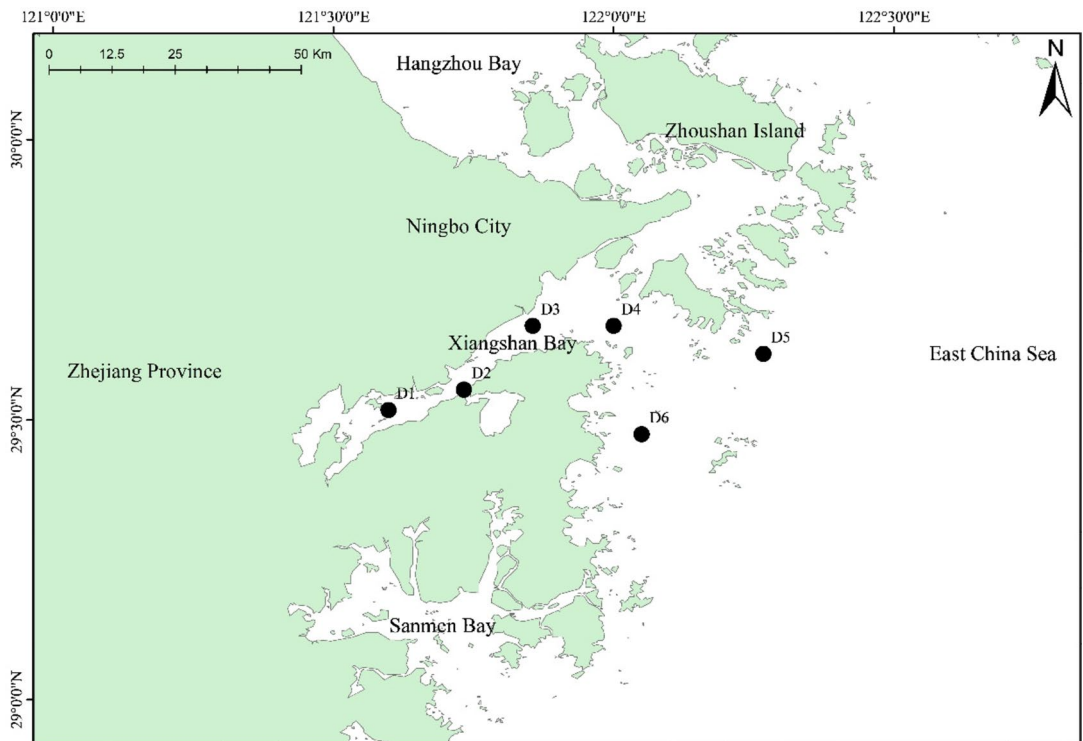 121°0'0"E 121°30'0"E 122°0'0"E 122°30'0"E
0 12.5 25 50 Km
N
Hangzhou Bay
Zhoushan Island
30°0'0"N
Ningbo City
D3 D4
Xiangshan Bay
D5
East China Sea
Zhejiang Province
D2
D1
29°30'0"N
D6
Sanmen Bay
29°0'0"N